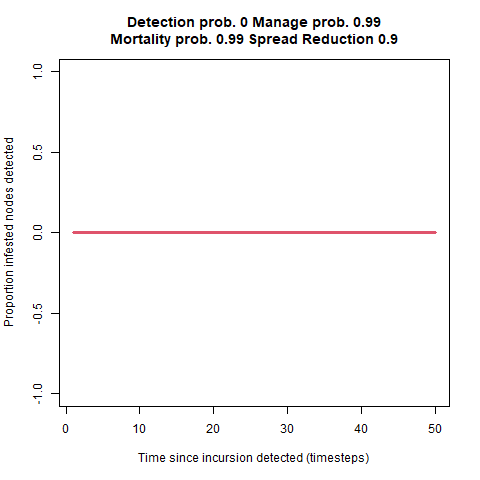 Detection prob. 0 Manage prob. 0.99
Mortality prob. 0.99 Spread Reduction 0.9
Proportion infested nodes detected
1.0
0.5
0.0
-0.5
-1.0
0 10 20 30 40 50
Time since incursion detected (timesteps)